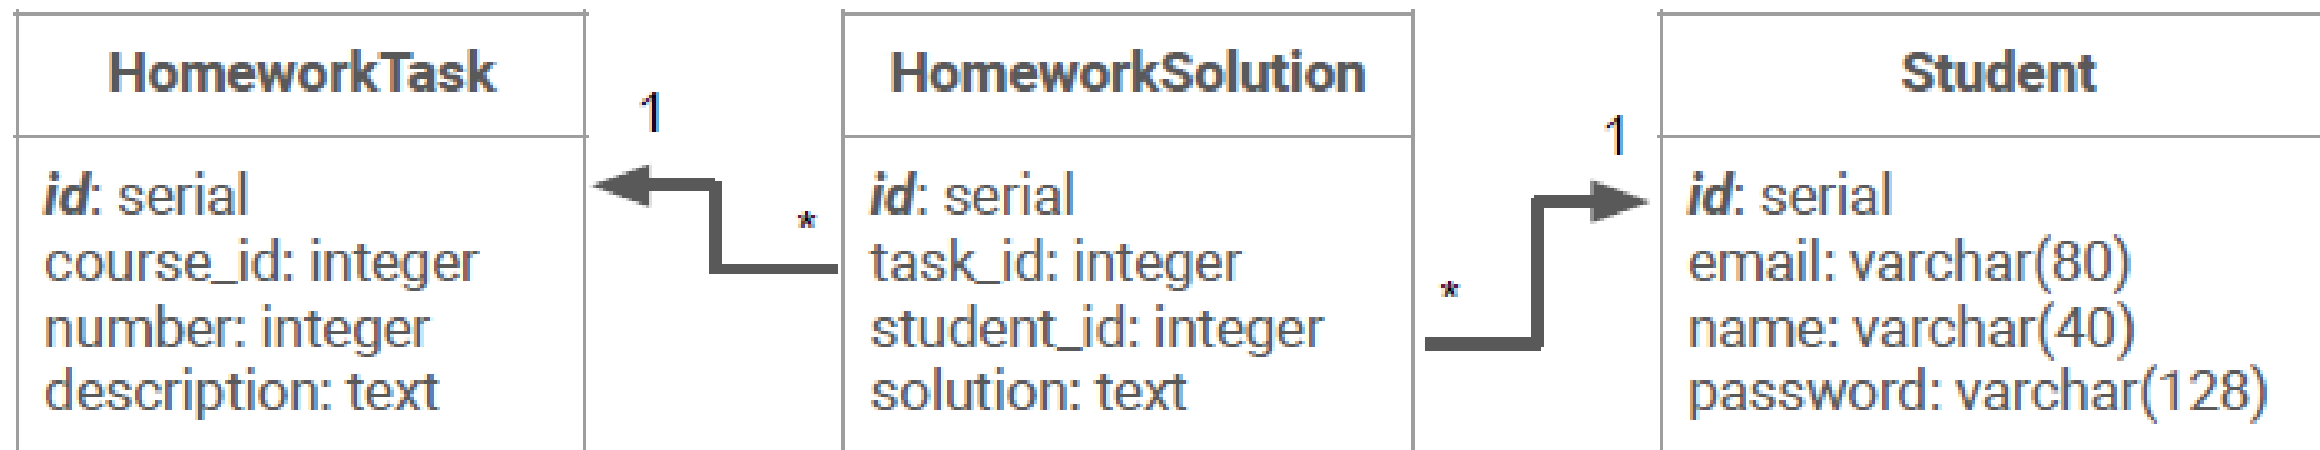 HomeworkTask
id: serial
course_id: integer
number: integer
description: text
1
*
HomeworkSolution
id: serial
task_id: integer
student_id: integer
solution: text
*
1
Student
id: serial
email: varchar(80)
name: varchar(40)
password: varchar(128)